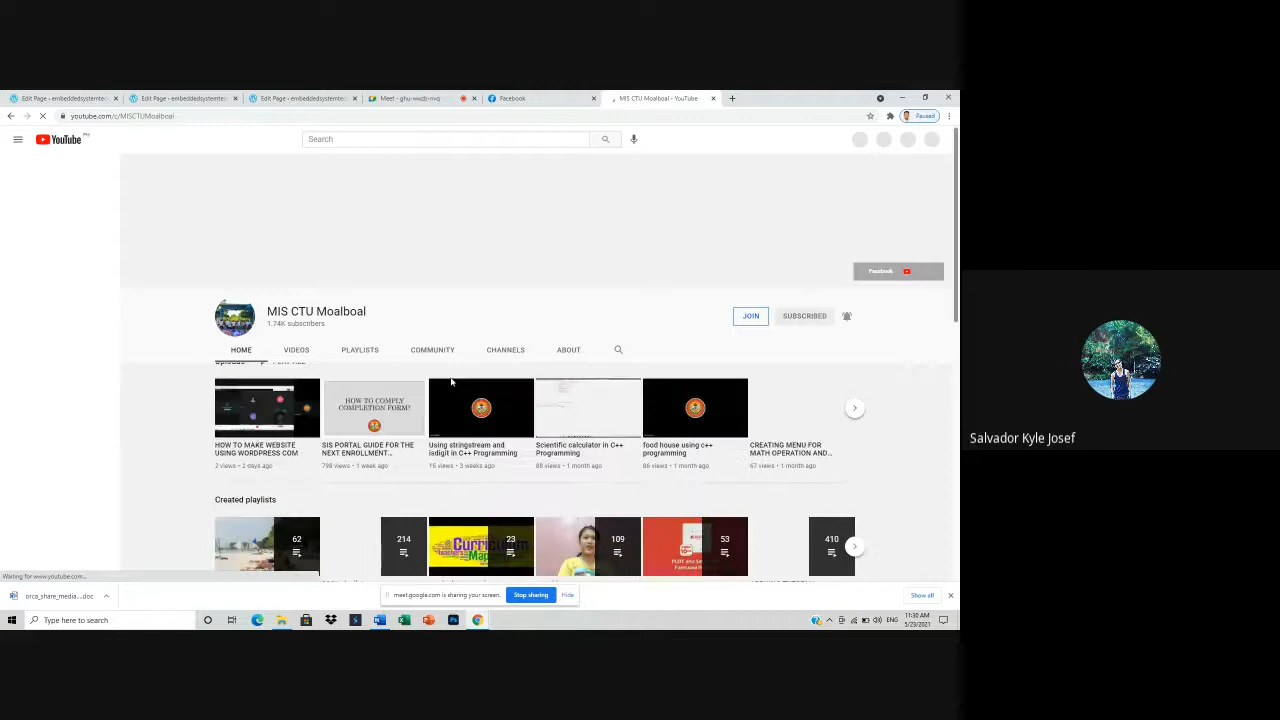 Edit Page ‹ embeddedsystemte
Edit Page ‹ embeddedsystemte
Edit Page ‹ embeddedsystemte
Meet - ghu-wwzb-nvq
Facebook
MIS CTU Moalboal - YouTube
youtube.com/c/MISCTUMoalboal
Paused
YouTube
PH
Search
Facebook
MIS CTU Moalboal
1.74K subscribers
JOIN
SUBSCRIBED
HOME
VIDEOS
PLAYLISTS
COMMUNITY
CHANNELS
ABOUT
HOW TO COMPLY
COMPLETION FORM?
HOW TO MAKE WEBSITE
USING WORDPRESS COM
2 views • 2 days ago
SIS PORTAL GUIDE FOR THE
NEXT ENROLLMENT...
798 views • 1 week ago
Using stringstream and
isdigit in C++ Programming
15 views • 3 weeks ago
Scientific calculator in C++
Programming
88 views • 1 month ago
food house using c++
programming
86 views • 1 month ago
CREATING MENU FOR
MATH OPERATION AND...
67 views • 1 month ago
Created playlists
62
214
Curriculum
23
109
53
410
Waiting for www.youtube.com...
orca_share_media....doc
meet.google.com is sharing your screen.
Stop sharing
Hide
Show all
Type here to search
ENG
11:30 AM
5/23/2021
Salvador Kyle Josef